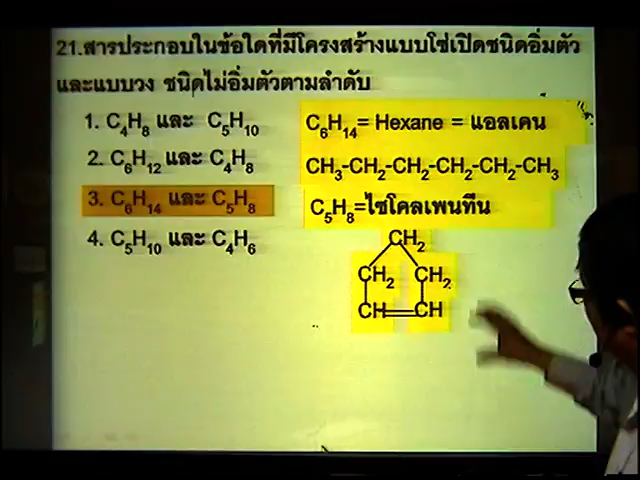 21.สารประกอบในข้อใดที่มีโครงสร้างแบบโซ่เปิดชนิดอิ่มตัว
และแบบวง ชนิดไม่อิ่มตัวตามลำดับ
1. C4H8 และ C5H10
2. C6H12 และ C4H8
3. C6H14 และ C5H8
4. C5H10 และ C4H6
C6H14= Hexane = แอลเคน
CH3-CH2-CH2-CH2-CH2-CH3
C5H8=ไซโคลเพนทีน
CH2
CH2 CH2
CH=CH